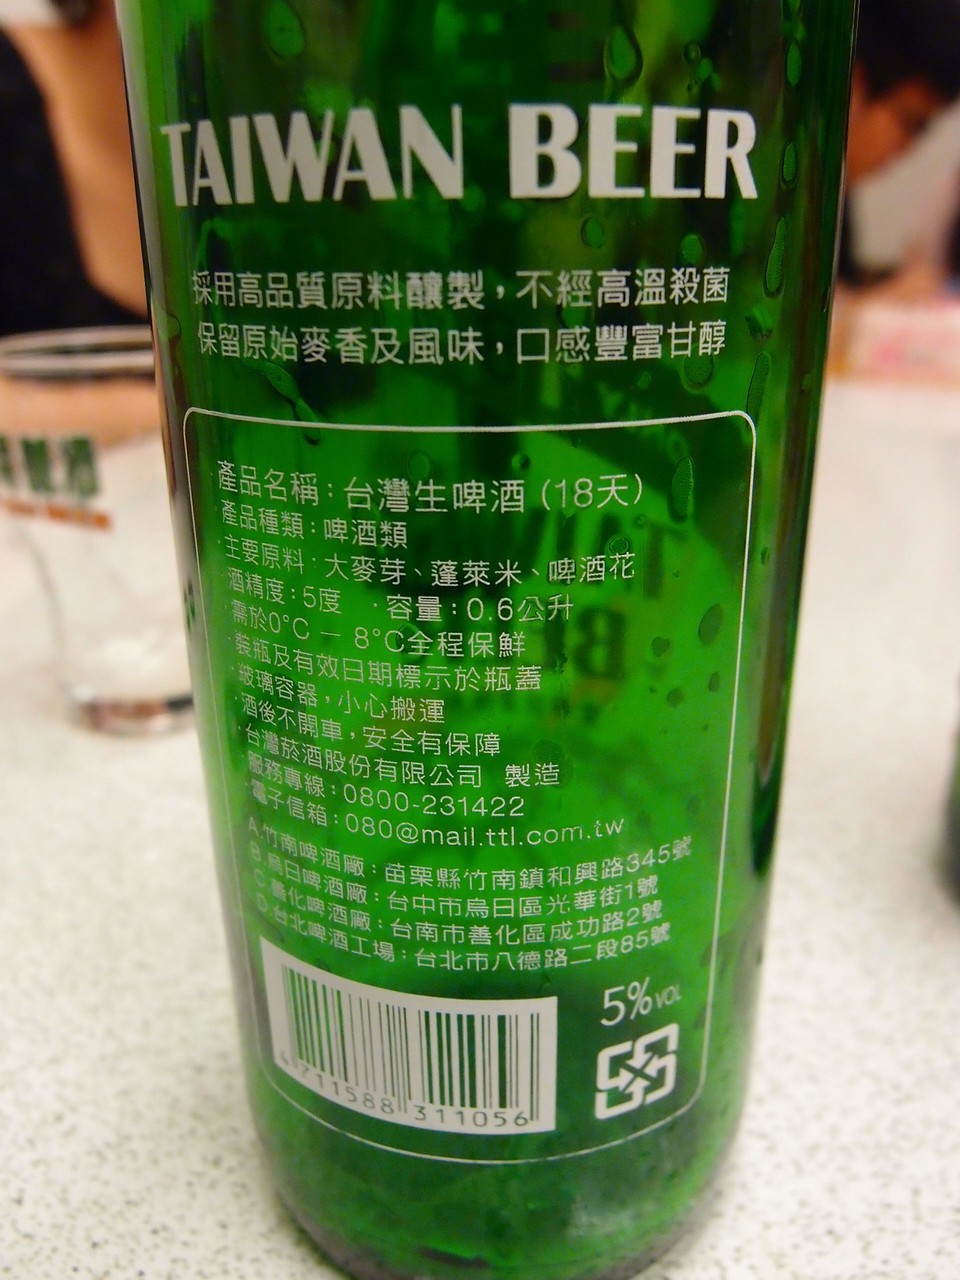 TAIWAN BEER
採用高品質原料釀製，不經高溫殺菌
保留原始麥香及風味，口感豐富甘醇
產品名稱：台灣生啤酒(18天)
·產品種類：啤酒類
·主要原料：大麥芽、蓬萊米、啤酒花
·酒精度：5度 ·容量：0.6公升
·需於0°C － 8°C全程保鮮
·裝瓶及有效日期標示於瓶蓋
·玻璃容器，小心搬運
·酒後不開車，安全有保障
·台灣菸酒股份有限公司 製造
服務專線：0800-231422
·電子信箱：080@mail.ttl.com.tw
A.竹南啤酒廠：苗栗縣竹南鎮和興路345號
B.烏日啤酒廠：台中市烏日區光華街1號
C.善化啤酒廠：台南市善化區成功路2號
D.台北啤酒工場：台北市八德路二段85號
5%VOL
4 711588 311056